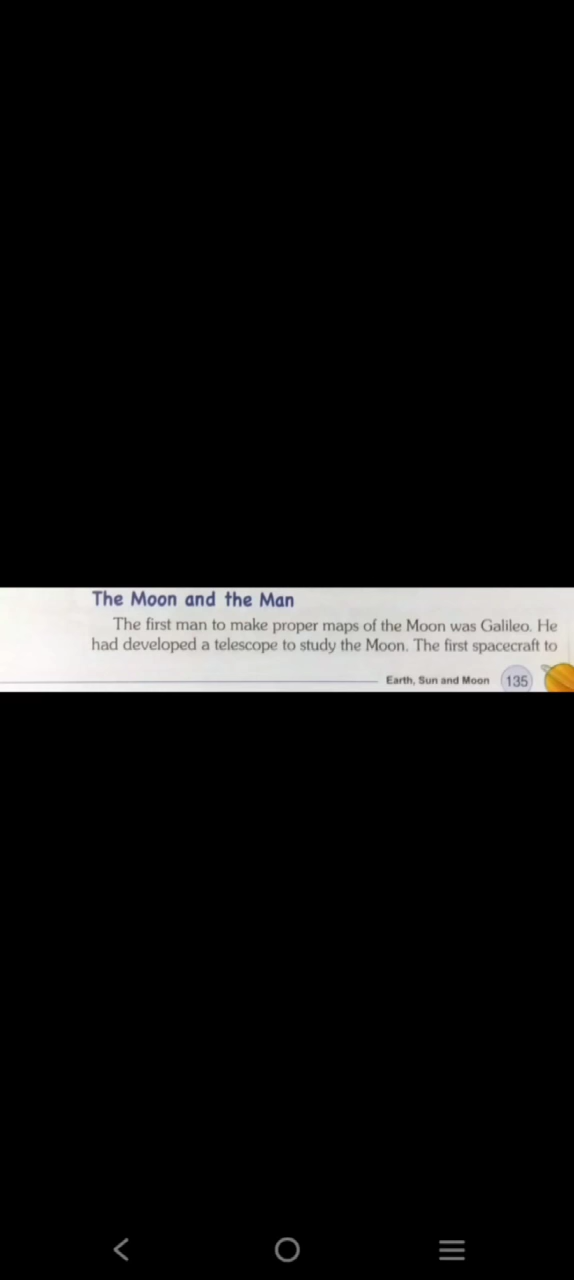 The Moon and the Man
The first man to make proper maps of the Moon was Galileo. He
had developed a telescope to study the Moon. The first spacecraft to
Earth, Sun and Moon 135